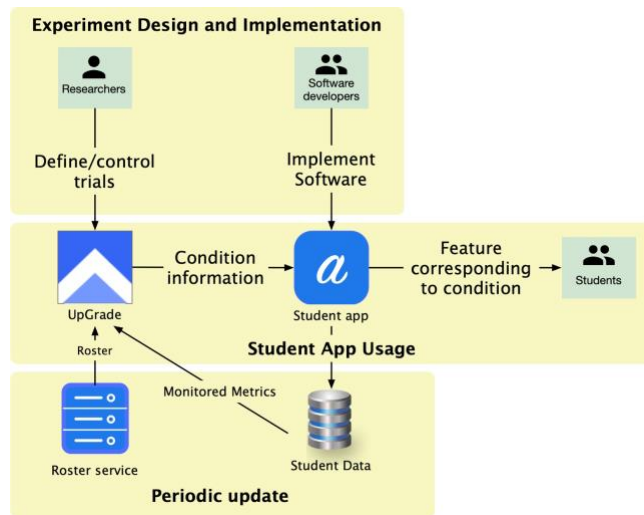 Experiment Design and Implementation
Researchers
Software
developers
Define/control
trials
Implement
Software
Condition
information
Feature
corresponding
to condition
Students
UpGrade
a
Student app
Roster
Student App Usage
Monitored Metrics
Roster service
Student Data
Periodic update